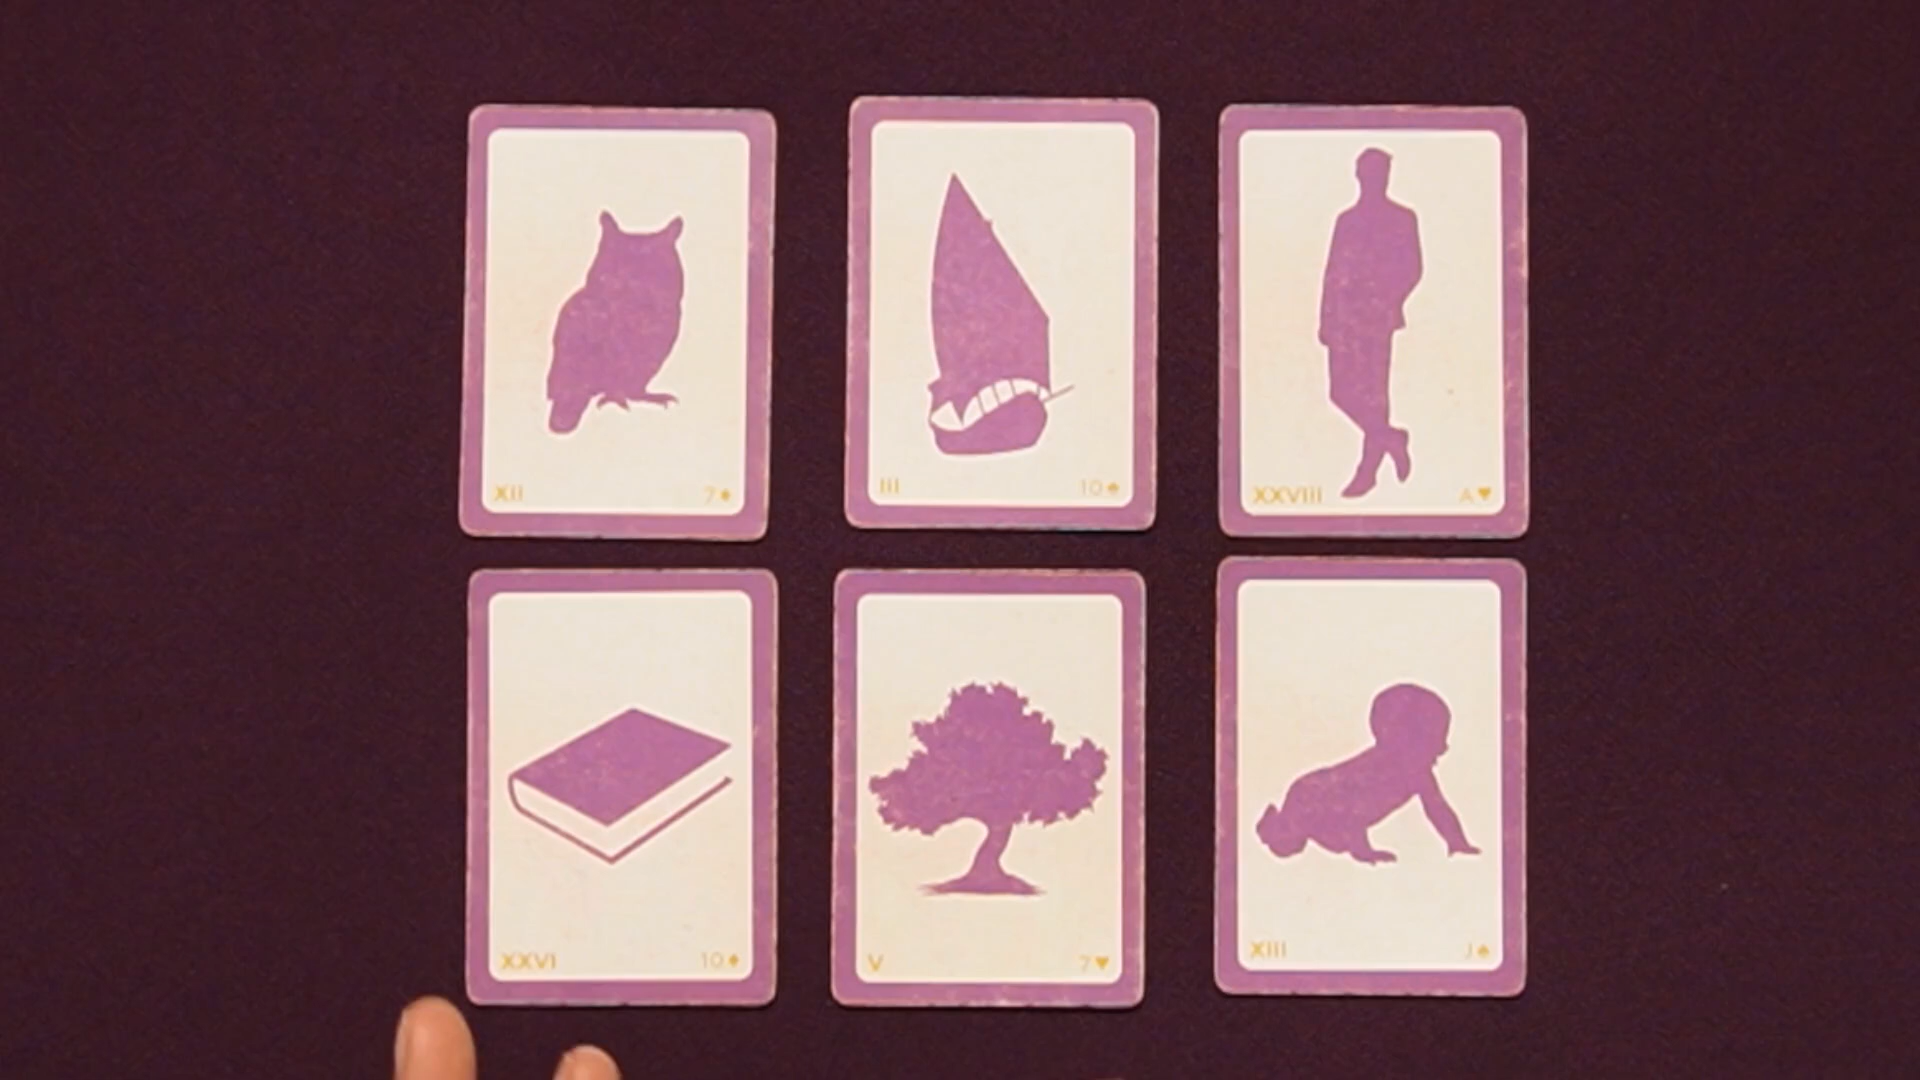 XII 7♦
III 10♠
XXVIII A♥
XXVI 10♦
V 7♥
XIII J♠